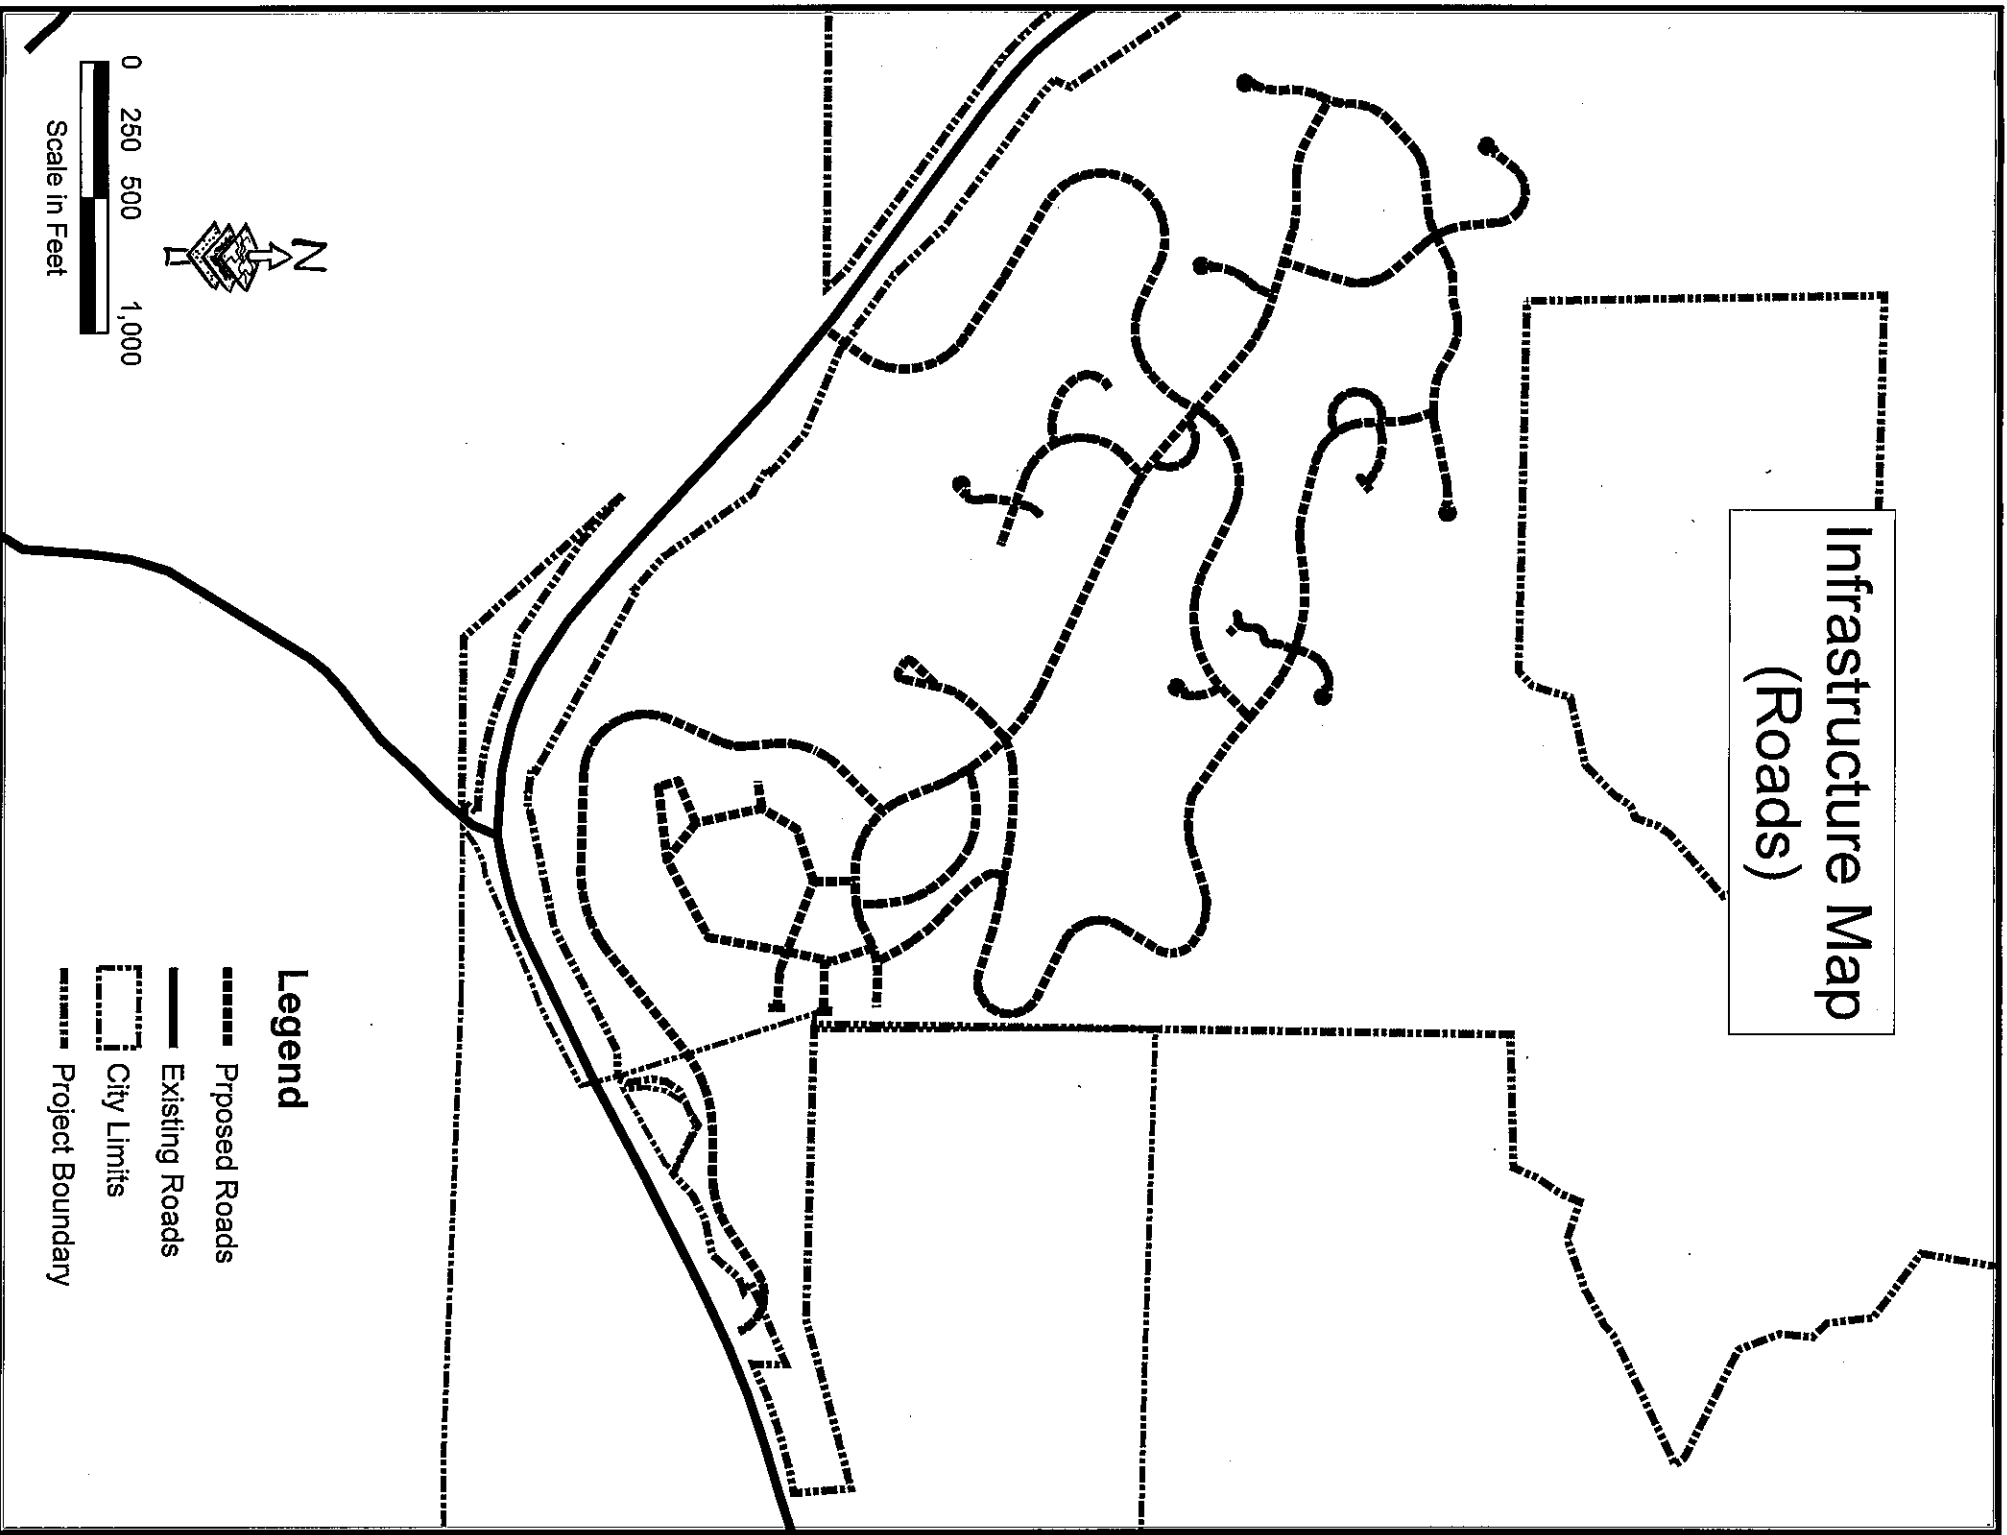 Infrastructure Map
(Roads)
N
0 250 500 1,000
Scale in Feet
Legend
Prposed Roads
Existing Roads
City Limits
Project Boundary